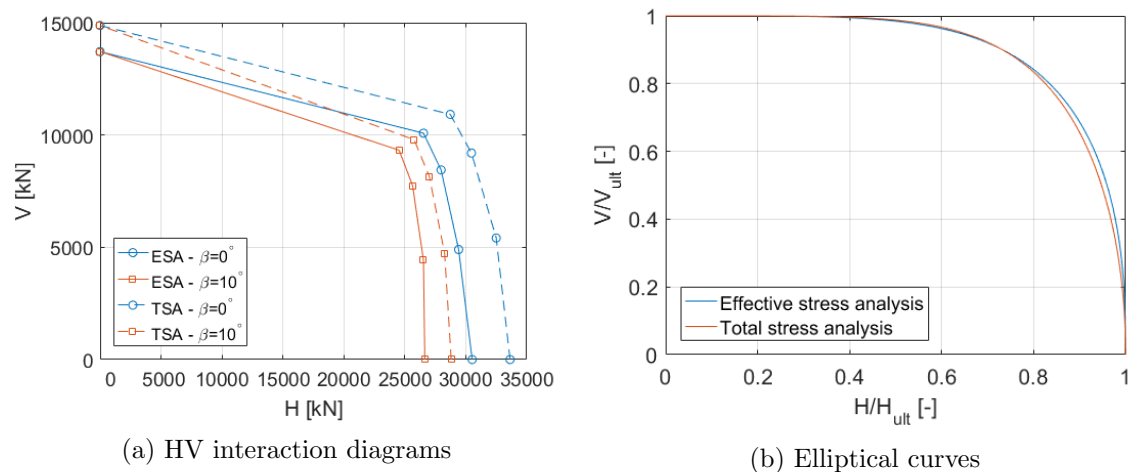 15000
10000
5000
0
V [kN]
ESA - β=0°
ESA - β=10°
TSA - β=0°
TSA - β=10°
0 5000 10000 15000 20000 25000 30000 35000
H [kN]
(a) HV interaction diagrams
1
0.8
0.6
0.4
0.2
0
V/V_ult [-]
Effective stress analysis
Total stress analysis
0 0.2 0.4 0.6 0.8 1
H/H_ult [-]
(b) Elliptical curves